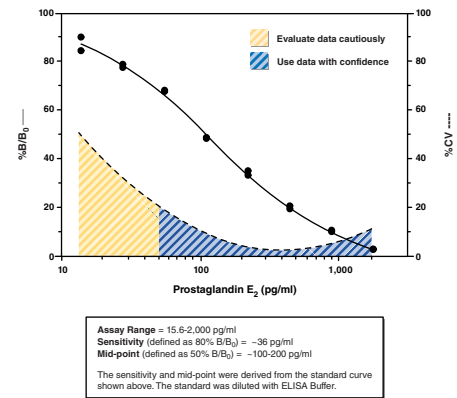 100
100
Evaluate data cautiously
Use data with confidence
80
80
60
60
40
40
20
20
0
0
%B/B₀ —
%CV ----
10
100
1,000
Prostaglandin E₂ (pg/ml)
Assay Range = 15.6-2,000 pg/ml
Sensitivity (defined as 80% B/B₀) = ~36 pg/ml
Mid-point (defined as 50% B/B₀) = ~100-200 pg/ml
The sensitivity and mid-point were derived from the standard curve
shown above. The standard was diluted with ELISA Buffer.